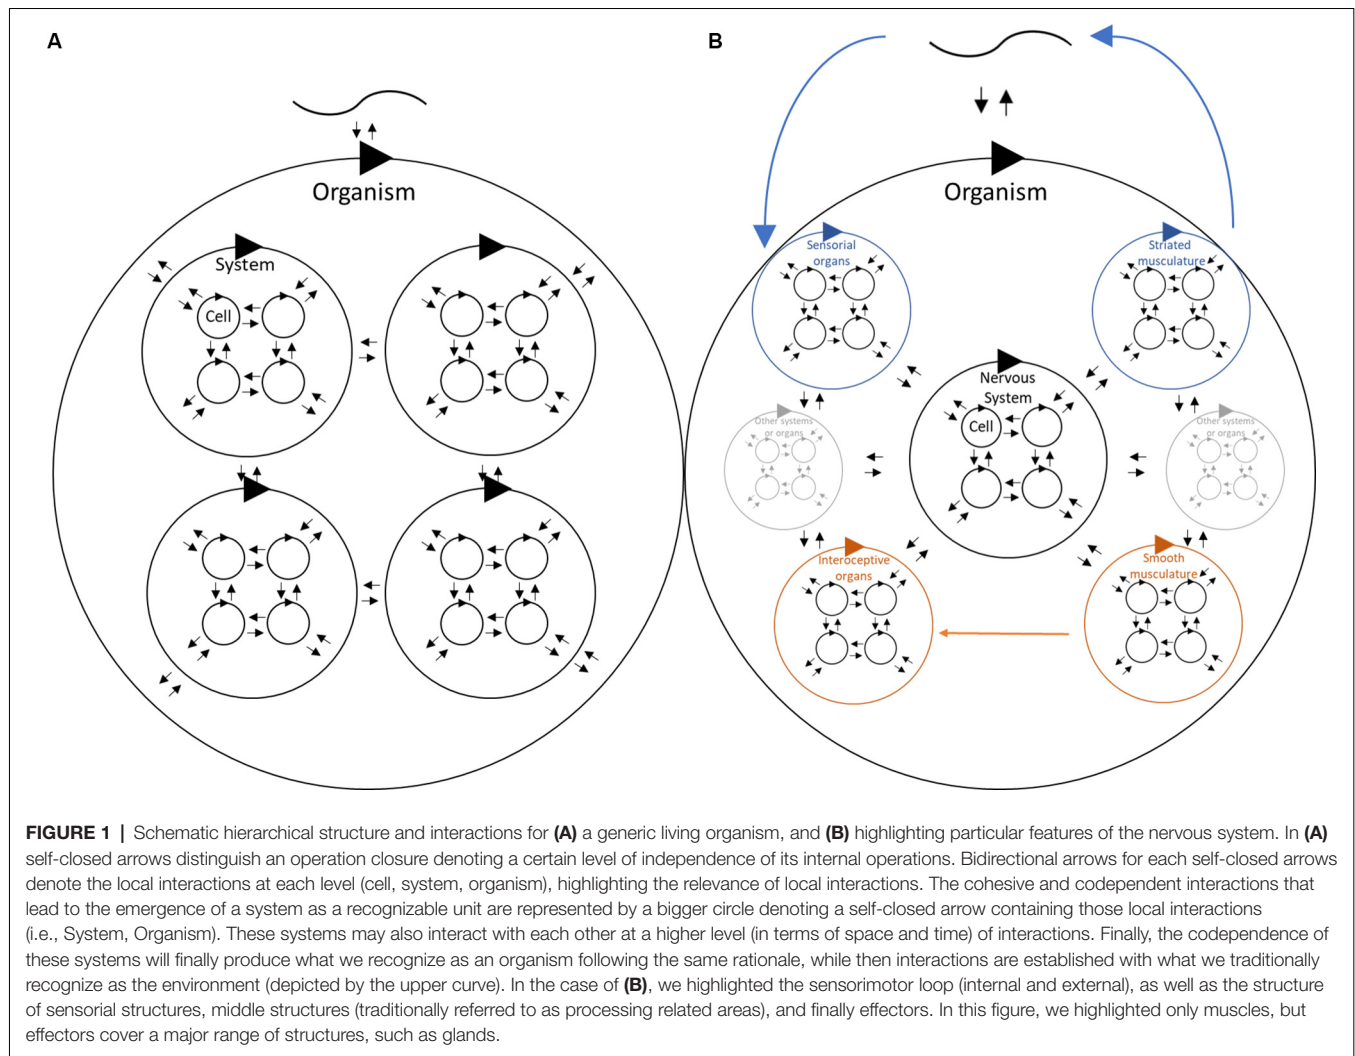 A
B
Organism
Organism
System
Cell
Sensorial
organs
Striated
musculature
Nervous
System
Cell
Other systems
or organs
Other systems
or organs
Interoceptive
organs
Smooth
musculature
FIGURE 1 | Schematic hierarchical structure and interactions for (A) a generic living organism, and (B) highlighting particular features of the nervous system. In (A)
self-closed arrows distinguish an operation closure denoting a certain level of independence of its internal operations. Bidirectional arrows for each self-closed arrows
denote the local interactions at each level (cell, system, organism), highlighting the relevance of local interactions. The cohesive and codependent interactions that
lead to the emergence of a system as a recognizable unit are represented by a bigger circle denoting a self-closed arrow containing those local interactions
(i.e., System, Organism). These systems may also interact with each other at a higher level (in terms of space and time) of interactions. Finally, the codependence of
these systems will finally produce what we recognize as an organism following the same rationale, while then interactions are established with what we traditionally
recognize as the environment (depicted by the upper curve). In the case of (B), we highlighted the sensorimotor loop (internal and external), as well as the structure
of sensorial structures, middle structures (traditionally referred to as processing related areas), and finally effectors. In this figure, we highlighted only muscles, but
effectors cover a major range of structures, such as glands.